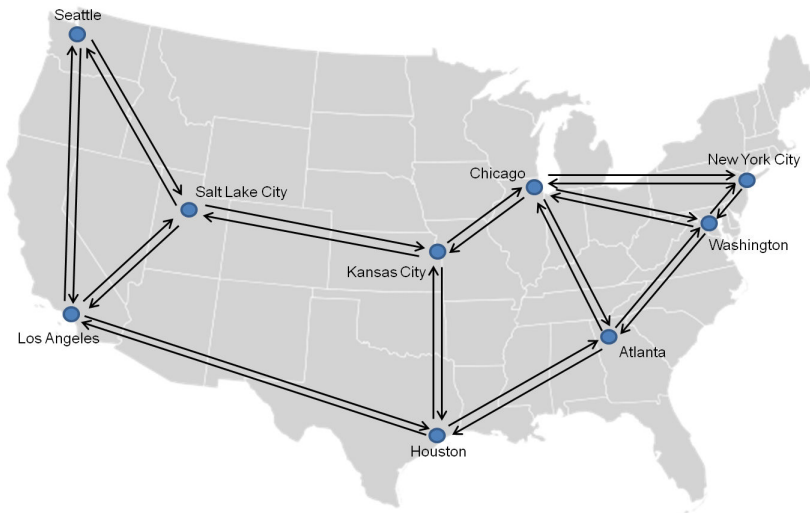 Seattle
Chicago
New York City
Salt Lake City
Washington
Kansas City
Los Angeles
Atlanta
Houston